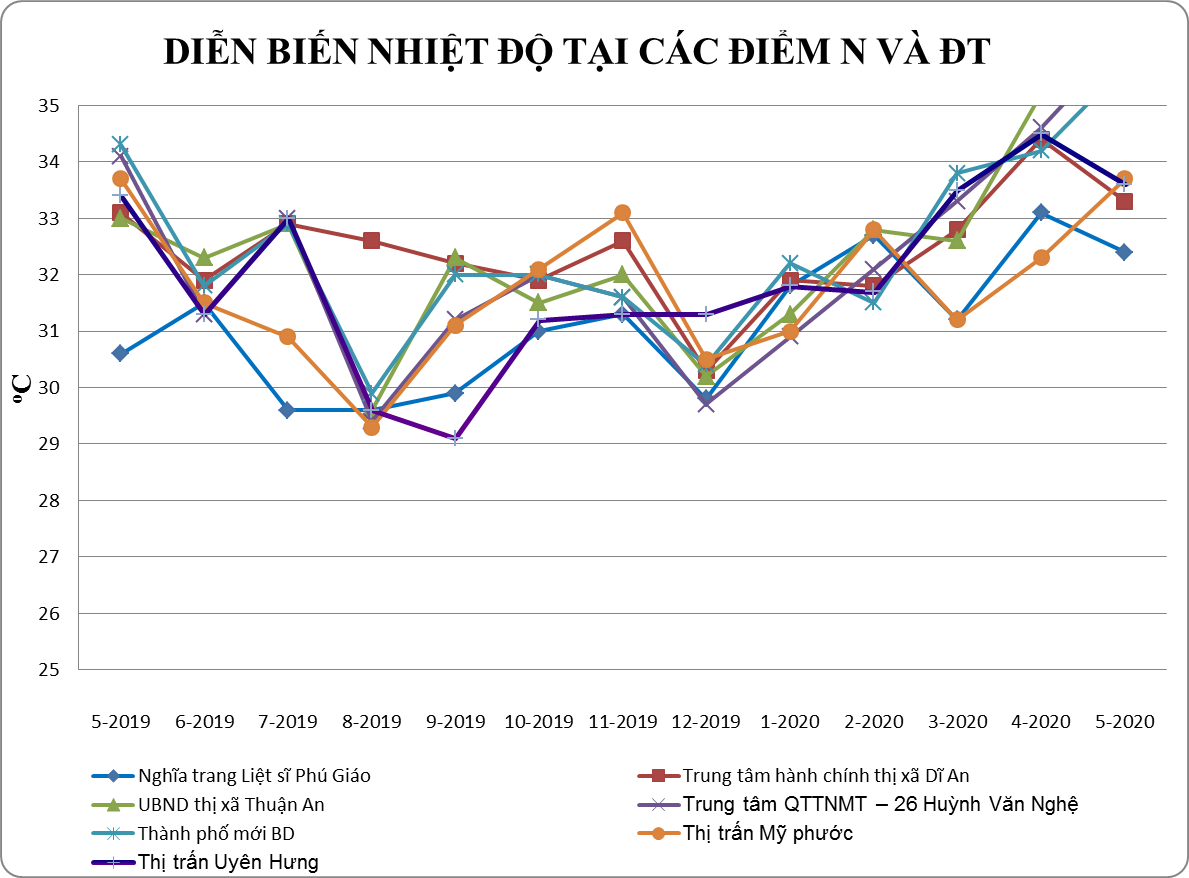 DIỄN BIẾN NHIỆT ĐỘ TẠI CÁC ĐIỂM N VÀ ĐT
35
34
33
32
31
30
29
28
27
26
25
ºC
5-2019 6-2019 7-2019 8-2019 9-2019 10-2019 11-2019 12-2019 1-2020 2-2020 3-2020 4-2020 5-2020
Nghĩa trang Liệt sĩ Phú Giáo
Trung tâm hành chính thị xã Dĩ An
UBND thị xã Thuận An
Trung tâm QTTNMT – 26 Huỳnh Văn Nghệ
Thành phố mới BD
Thị trấn Mỹ phước
Thị trấn Uyên Hưng